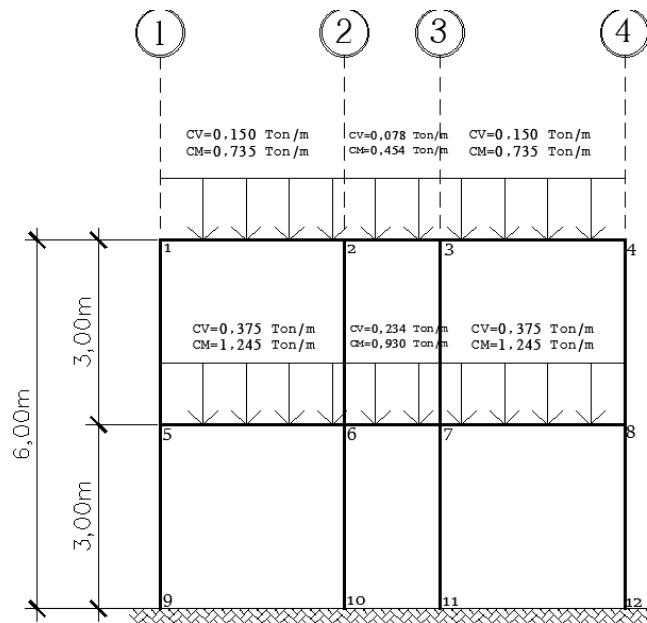 1 2 3 4
CV=0,150 Ton/m CV=0,078 Ton/m CV=0,150 Ton/m
CM=0,735 Ton/m CM=0,454 Ton/m CM=0,735 Ton/m
1 2 3 4
3,00m
CV=0,375 Ton/m CV=0,234 Ton/m CV=0,375 Ton/m
CM=1,245 Ton/m CM=0,930 Ton/m CM=1,245 Ton/m
6,00m
5 6 7 8
3,00m
9 10 11 12